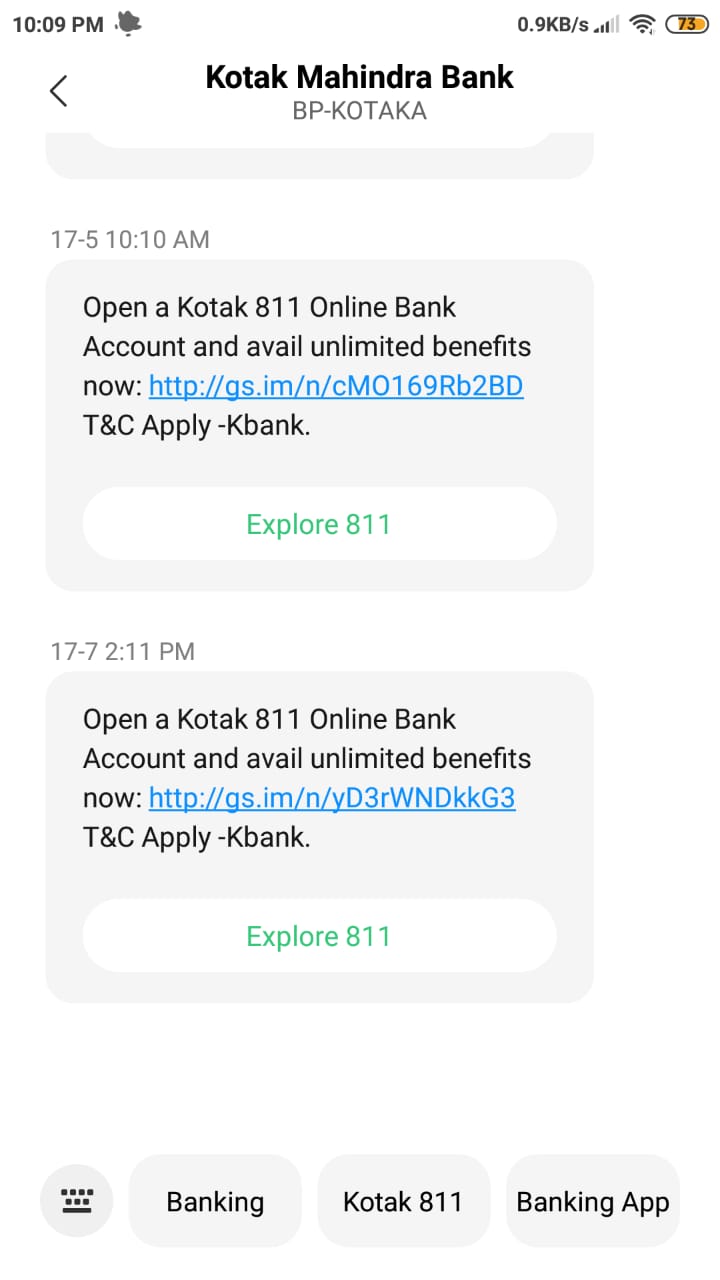 10:09 PM 0.9KB/s 73
Kotak Mahindra Bank
BP-KOTAKA
17-5 10:10 AM
Open a Kotak 811 Online Bank
Account and avail unlimited benefits
now: http://gs.im/n/cMO169Rb2BD
T&C Apply -Kbank.
Explore 811
17-7 2:11 PM
Open a Kotak 811 Online Bank
Account and avail unlimited benefits
now: http://gs.im/n/yD3rWNDkkG3
T&C Apply -Kbank.
Explore 811
Banking Kotak 811 Banking App